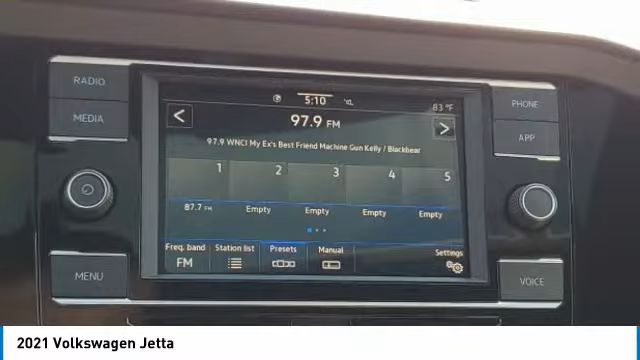 RADIO
MEDIA
MENU
5:10
83 °F
97.9 FM
97.9 WNCI My Ex's Best Friend Machine Gun Kelly / Blackbear
1 2 3 4 5
87.7 FM Empty Empty Empty Empty
Freq. band Station list Presets Manual Settings
FM
PHONE
APP
VOICE
2021 Volkswagen Jetta